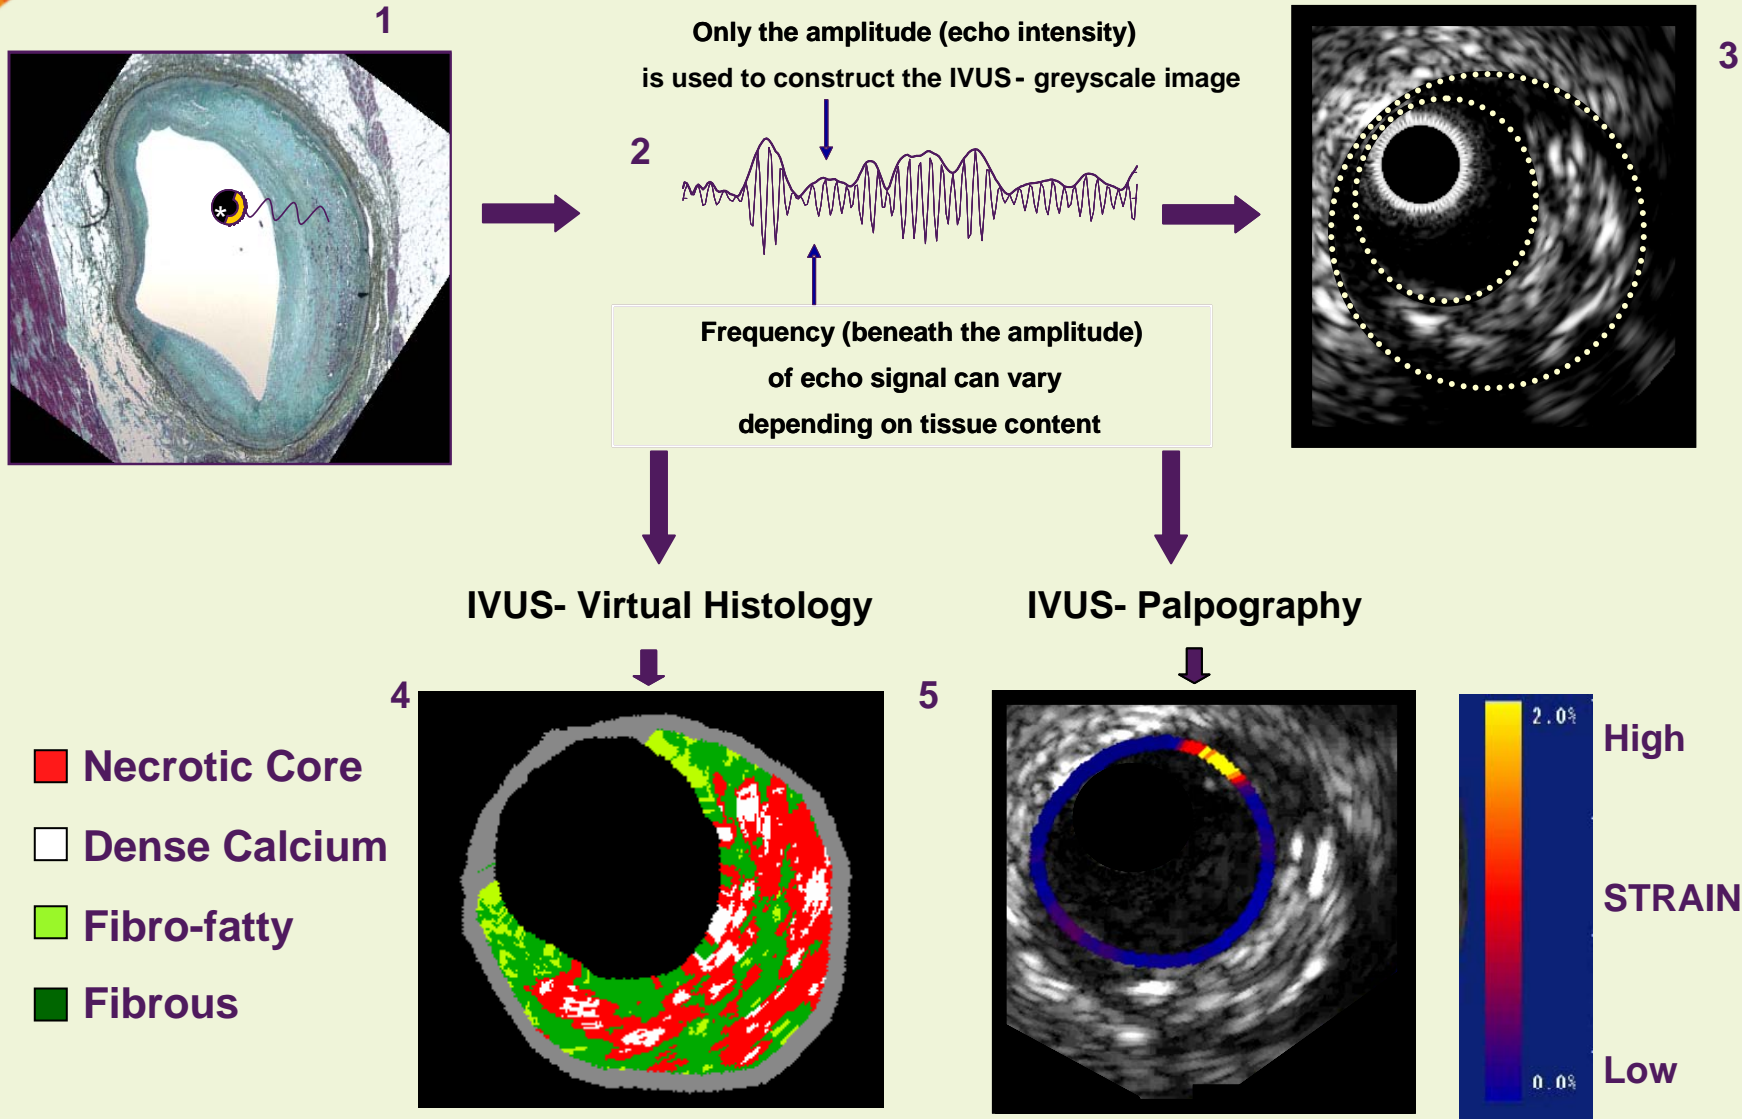 1
Only the amplitude (echo intensity)
is used to construct the IVUS - greyscale image
3
2
*
Frequency (beneath the amplitude)
of echo signal can vary
depending on tissue content
IVUS- Virtual Histology
IVUS- Palpography
4
5
Necrotic Core
Dense Calcium
Fibro-fatty
Fibrous
2.0%
High
STRAIN
Low
0.0%